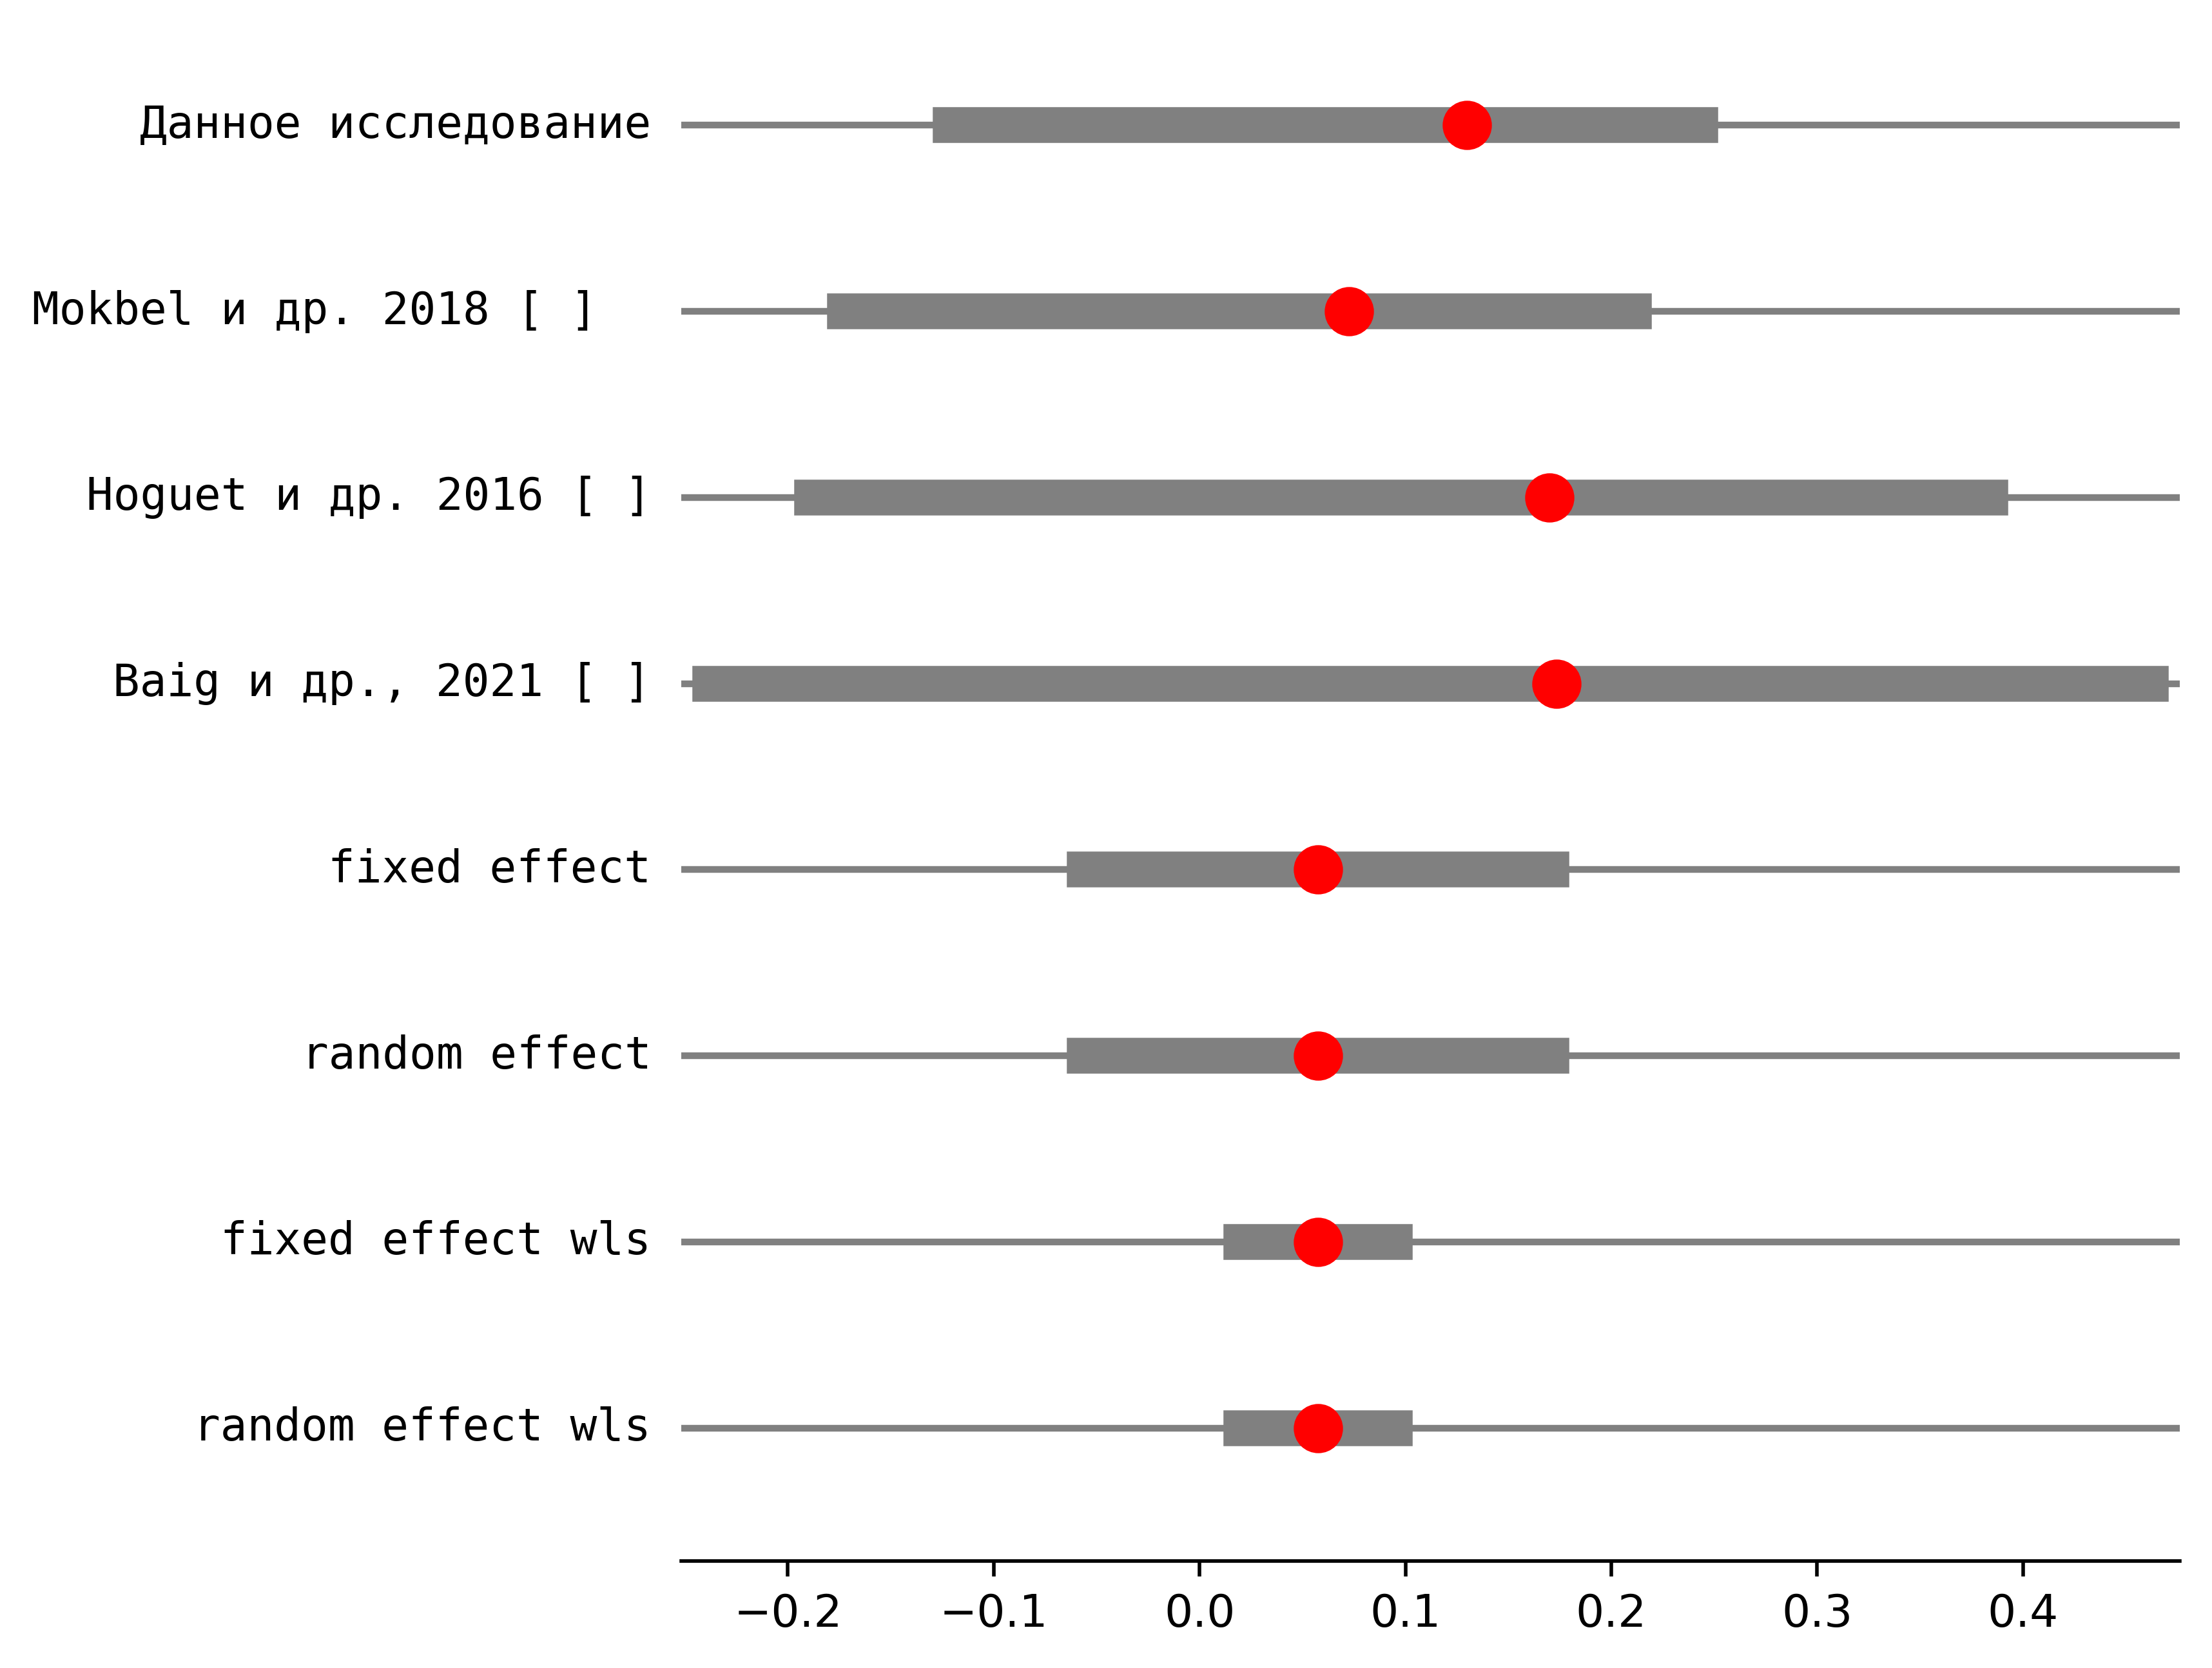 Данное исследование
Mokbel и др. 2018 [ ]
Hoguet и др. 2016 [ ]
Baig и др., 2021 [ ]
fixed effect
random effect
fixed effect wls
random effect wls
−0.2 −0.1 0.0 0.1 0.2 0.3 0.4